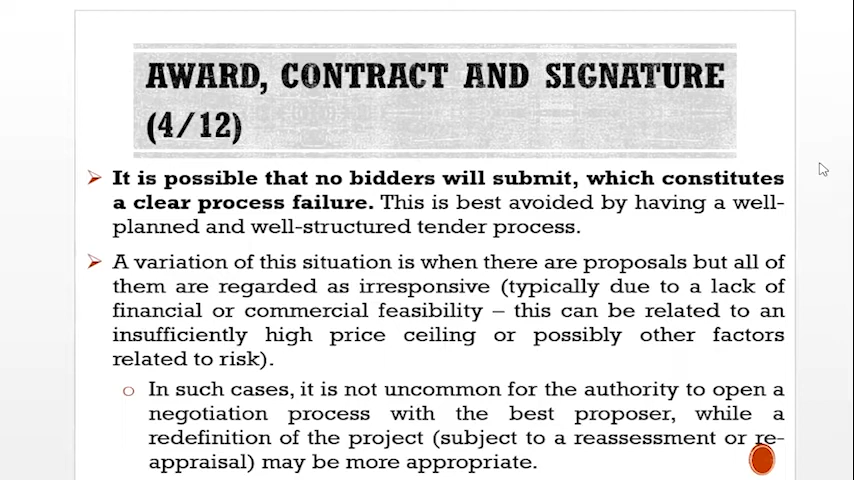 AWARD, CONTRACT AND SIGNATURE
(4/12)
It is possible that no bidders will submit, which constitutes
a clear process failure. This is best avoided by having a well-
planned and well-structured tender process.
A variation of this situation is when there are proposals but all of
them are regarded as irresponsive (typically due to a lack of
financial or commercial feasibility – this can be related to an
insufficiently high price ceiling or possibly other factors
related to risk).
In such cases, it is not uncommon for the authority to open a
negotiation process with the best proposer, while a
redefinition of the project (subject to a reassessment or re-
appraisal) may be more appropriate.